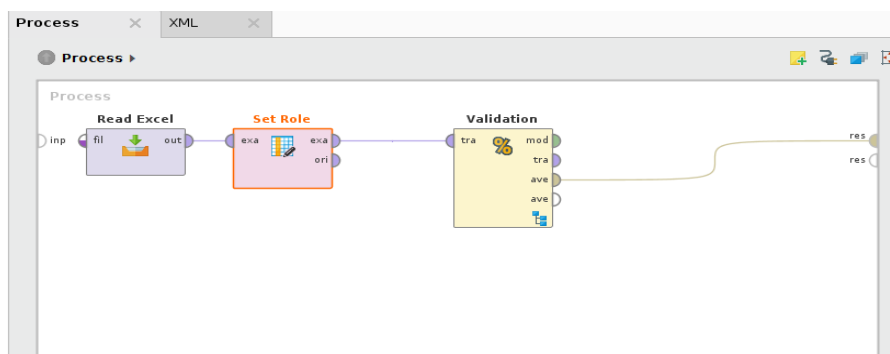 Process XML
Process
Process
Read Excel Set Role Validation
inp fil out exa exa tra mod res
ori tra res
ave
ave